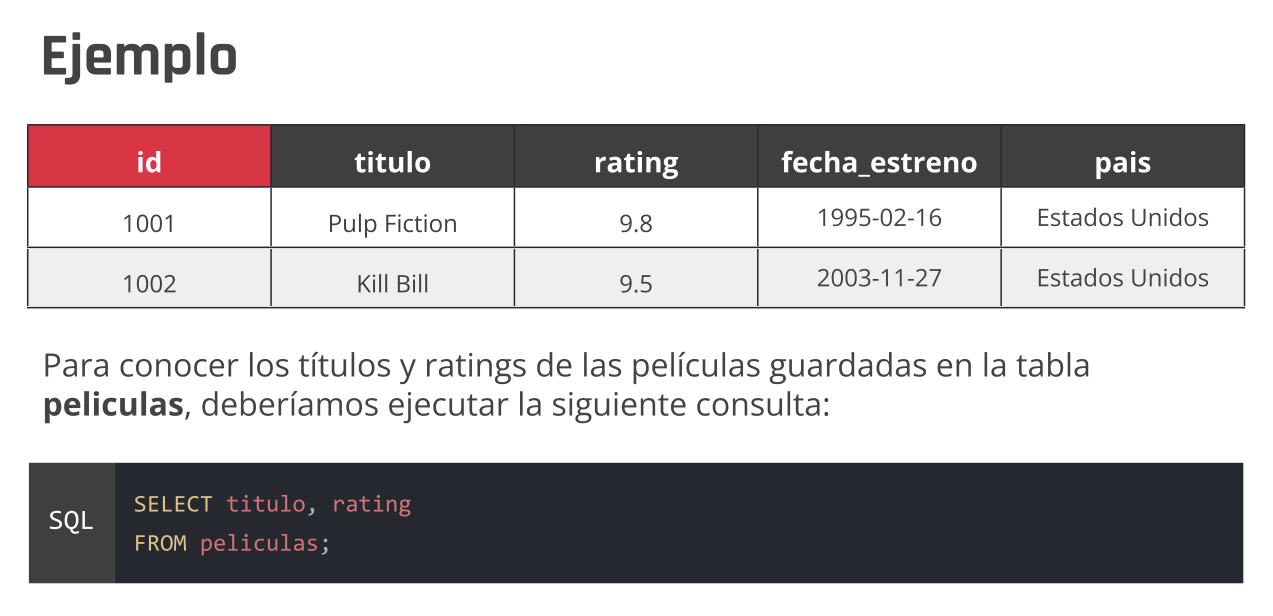 Ejemplo
id titulo rating fecha_estreno pais
1001 Pulp Fiction 9.8 1995-02-16 Estados Unidos
1002 Kill Bill 9.5 2003-11-27 Estados Unidos
Para conocer los títulos y ratings de las películas guardadas en la tabla
peliculas, deberíamos ejecutar la siguiente consulta:
SQL
SELECT titulo, rating
FROM peliculas;